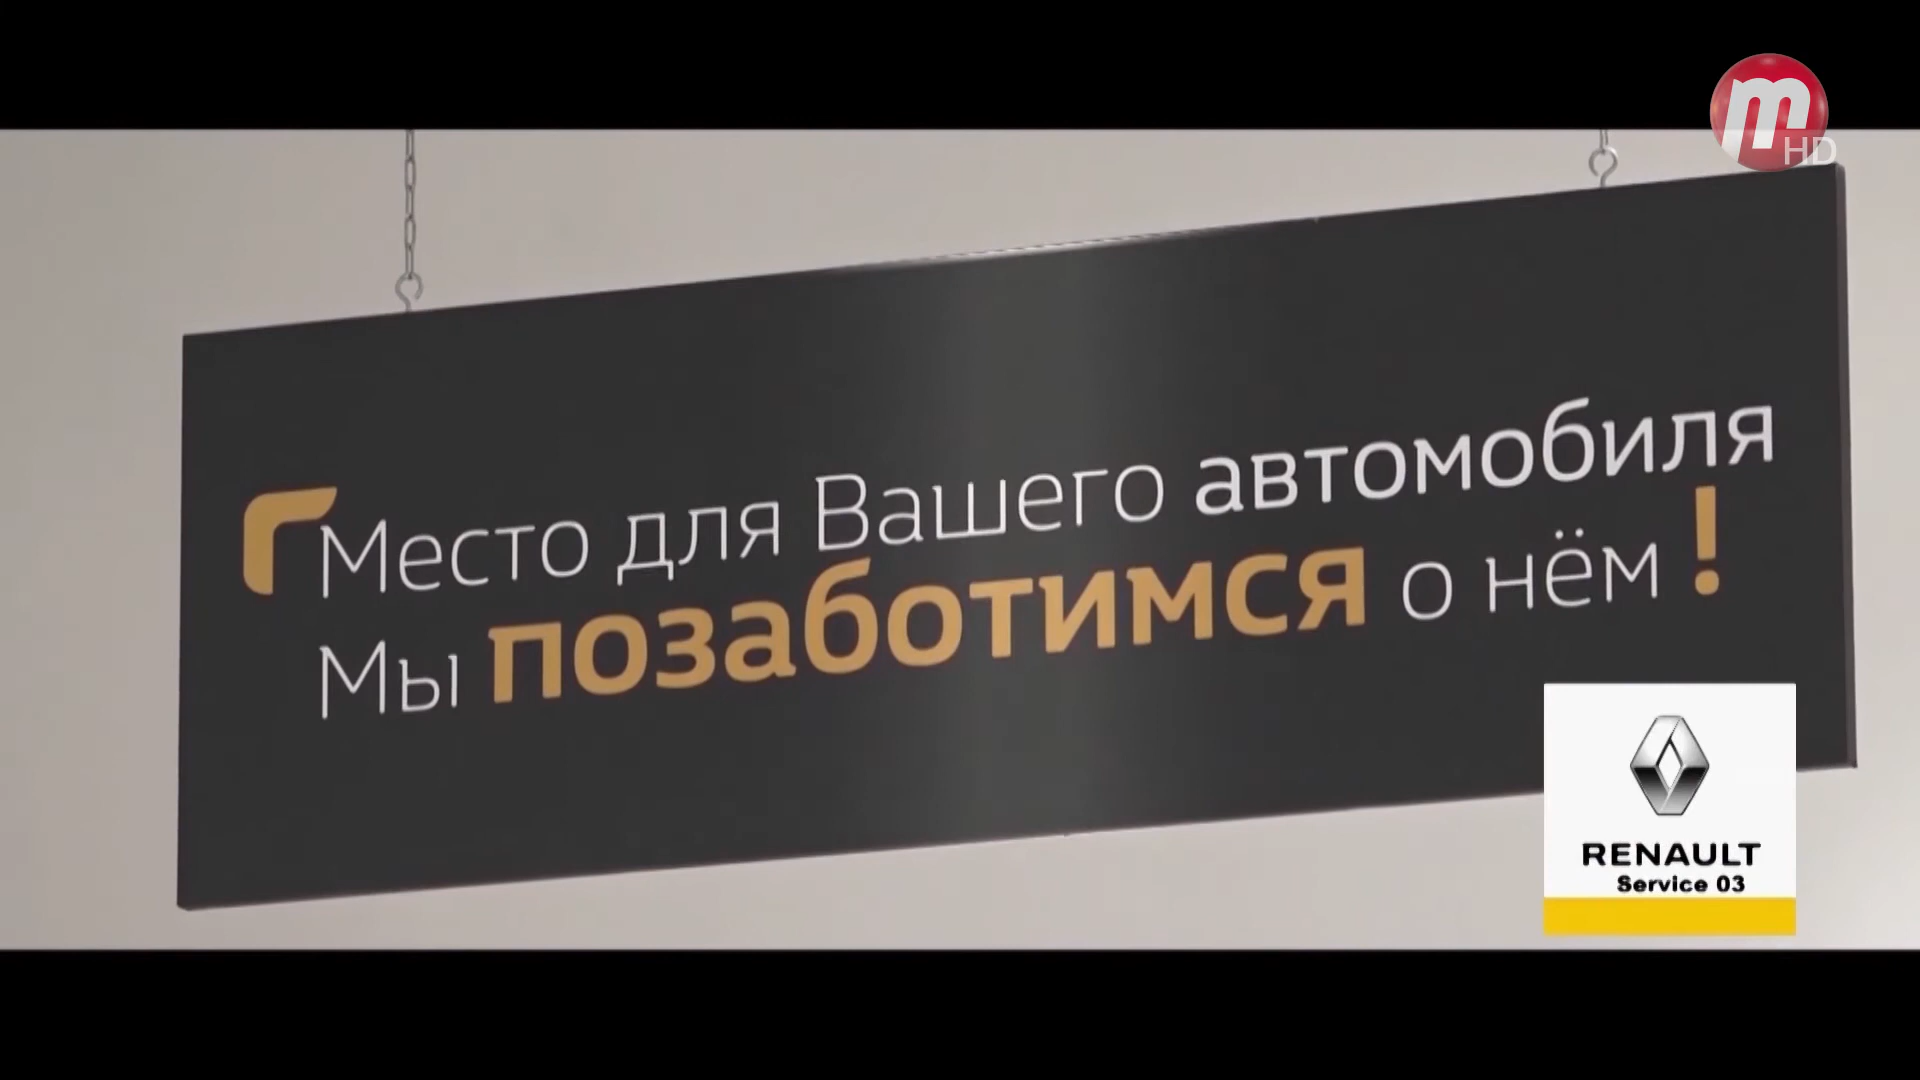 m HD
Место для Вашего автомобиля
Мы позаботимся о нём !
RENAULT
Service 03